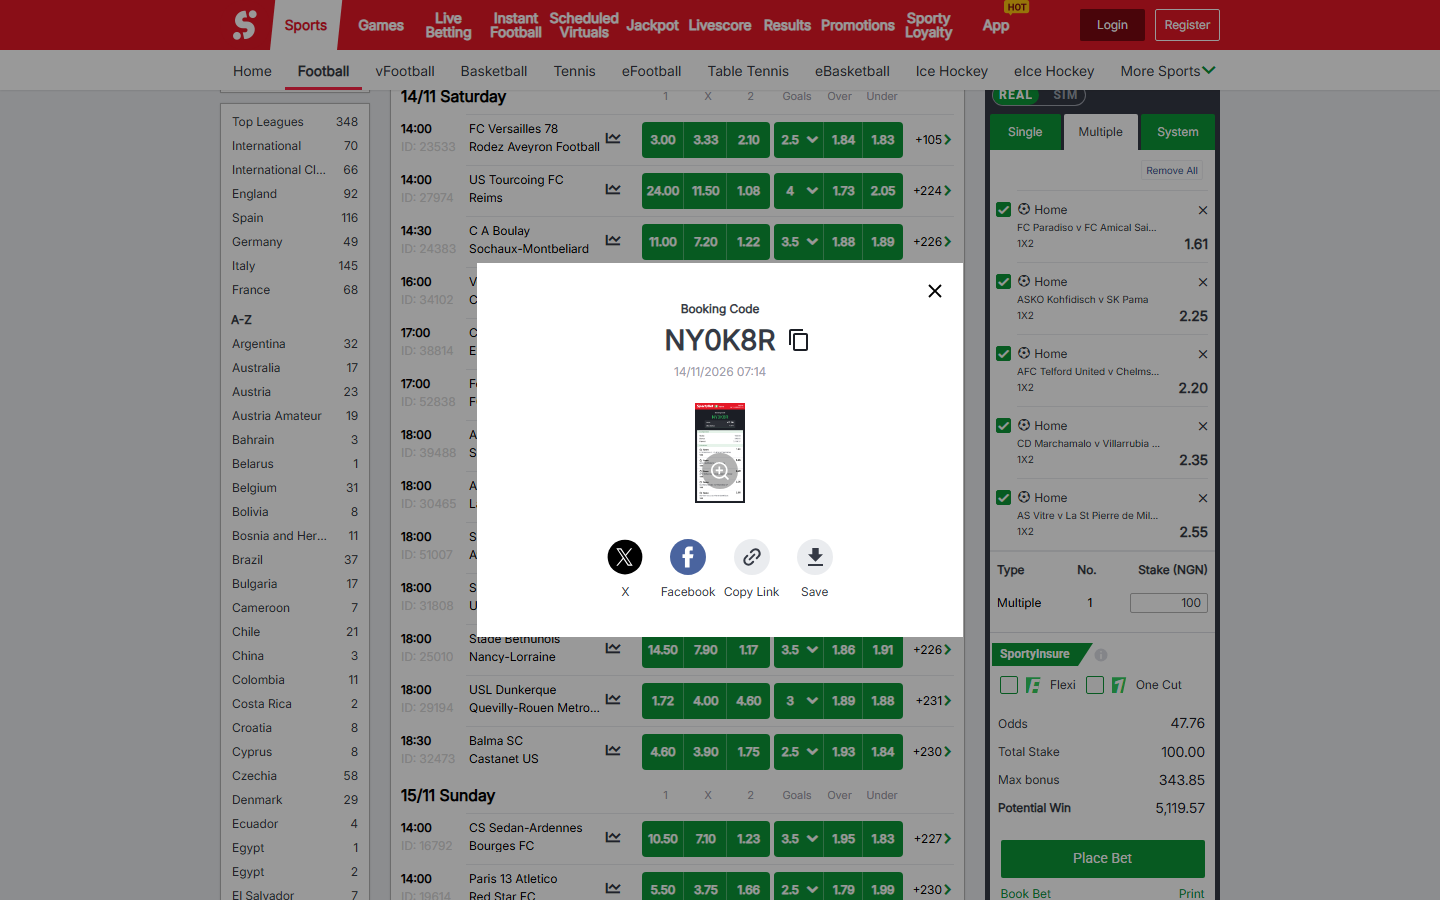 Sports
Games
Live Betting
Instant Football
Scheduled Virtuals
Jackpot
Livescore
Results
Promotions
Sporty Loyalty
App
HOT
Login
Register
Home
Football
vFootball
Basketball
Tennis
eFootball
Table Tennis
eBasketball
Ice Hockey
eIce Hockey
More Sports
Top Leagues 348
International 70
International Cl... 66
England 92
Spain 116
Germany 49
Italy 145
France 68
A-Z
Argentina 32
Australia 17
Austria 23
Austria Amateur 19
Bahrain 3
Belarus 1
Belgium 31
Bolivia 8
Bosnia and Her... 11
Brazil 37
Bulgaria 17
Cameroon 7
Chile 21
China 3
Colombia 11
Costa Rica 2
Croatia 8
Cyprus 8
Czechia 58
Denmark 29
Ecuador 4
Egypt 1
Egypt 2
El Salvador 7
14/11 Saturday 1 X 2 Goals Over Under
14:00 FC Versailles 78
ID: 23533 Rodez Aveyron Football
3.00 3.33 2.10 2.5 1.84 1.83 +105
14:00 US Tourcoing FC
ID: 27974 Reims
24.00 11.50 1.08 4 1.73 2.05 +224
14:30 C A Boulay
ID: 24383 Sochaux-Montbeliard
11.00 7.20 1.22 3.5 1.88 1.89 +226
16:00
ID: 34102
17:00
ID: 38814
17:00
ID: 52838
18:00
ID: 39488
18:00
ID: 30465
18:00
ID: 51007
18:00
ID: 31808
18:00 Stade Bethunois
ID: 25010 Nancy-Lorraine
14.50 7.90 1.17 3.5 1.86 1.91 +226
18:00 USL Dunkerque
ID: 29194 Quevilly-Rouen Metro...
1.72 4.00 4.60 3 1.89 1.88 +231
18:30 Balma SC
ID: 32473 Castanet US
4.60 3.90 1.75 2.5 1.93 1.84 +230
15/11 Sunday 1 X 2 Goals Over Under
14:00 CS Sedan-Ardennes
ID: 16792 Bourges FC
10.50 7.10 1.23 3.5 1.95 1.83 +227
14:00 Paris 13 Atletico
ID: 19614 Red Star FC
5.50 3.75 1.66 2.5 1.79 1.99 +230
Booking Code
NY0K8R
14/11/2026 07:14
X
Facebook
Copy Link
Save
REAL SIM
Single Multiple System
Remove All
Home
FC Paradiso v FC Amical Sai...
1X2 1.61
Home
ASKO Kohfidisch v SK Pama
1X2 2.25
Home
AFC Telford United v Chelms...
1X2 2.20
Home
CD Marchamalo v Villarrubia ...
1X2 2.35
Home
AS Vitre v La St Pierre de Mil...
1X2 2.55
Type No. Stake (NGN)
Multiple 1 100
SportyInsure
Flexi One Cut
Odds 47.76
Total Stake 100.00
Max bonus 343.85
Potential Win 5,119.57
Place Bet
Book Bet Print